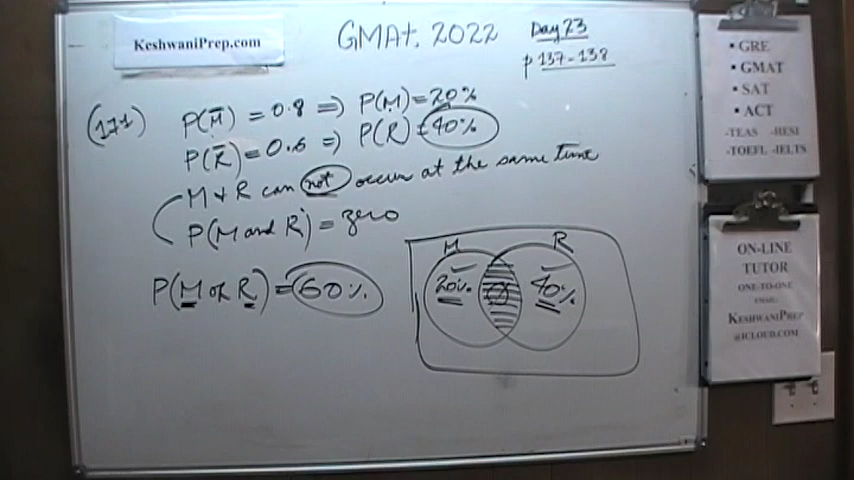 KeshwaniPrep.com
GMAt. 2022
Day 23
p 137-138
(171)
P(M̅) = 0.8 ⇒ P(M) = 20%
P(R̅) = 0.6 ⇒ P(R) = 40%
M & R can not occur at the same time
P(M and R) = zero
P(M or R) = 60%
M R
20% 0 40%
• GRE
• GMAT
• SAT
• ACT
-TEAS -HESI
-TOEFL -IELTS
ON-LINE
TUTOR
ONE-TO-ONE
EMAIL:
KESHWANIPREP
@ICLOUD.COM